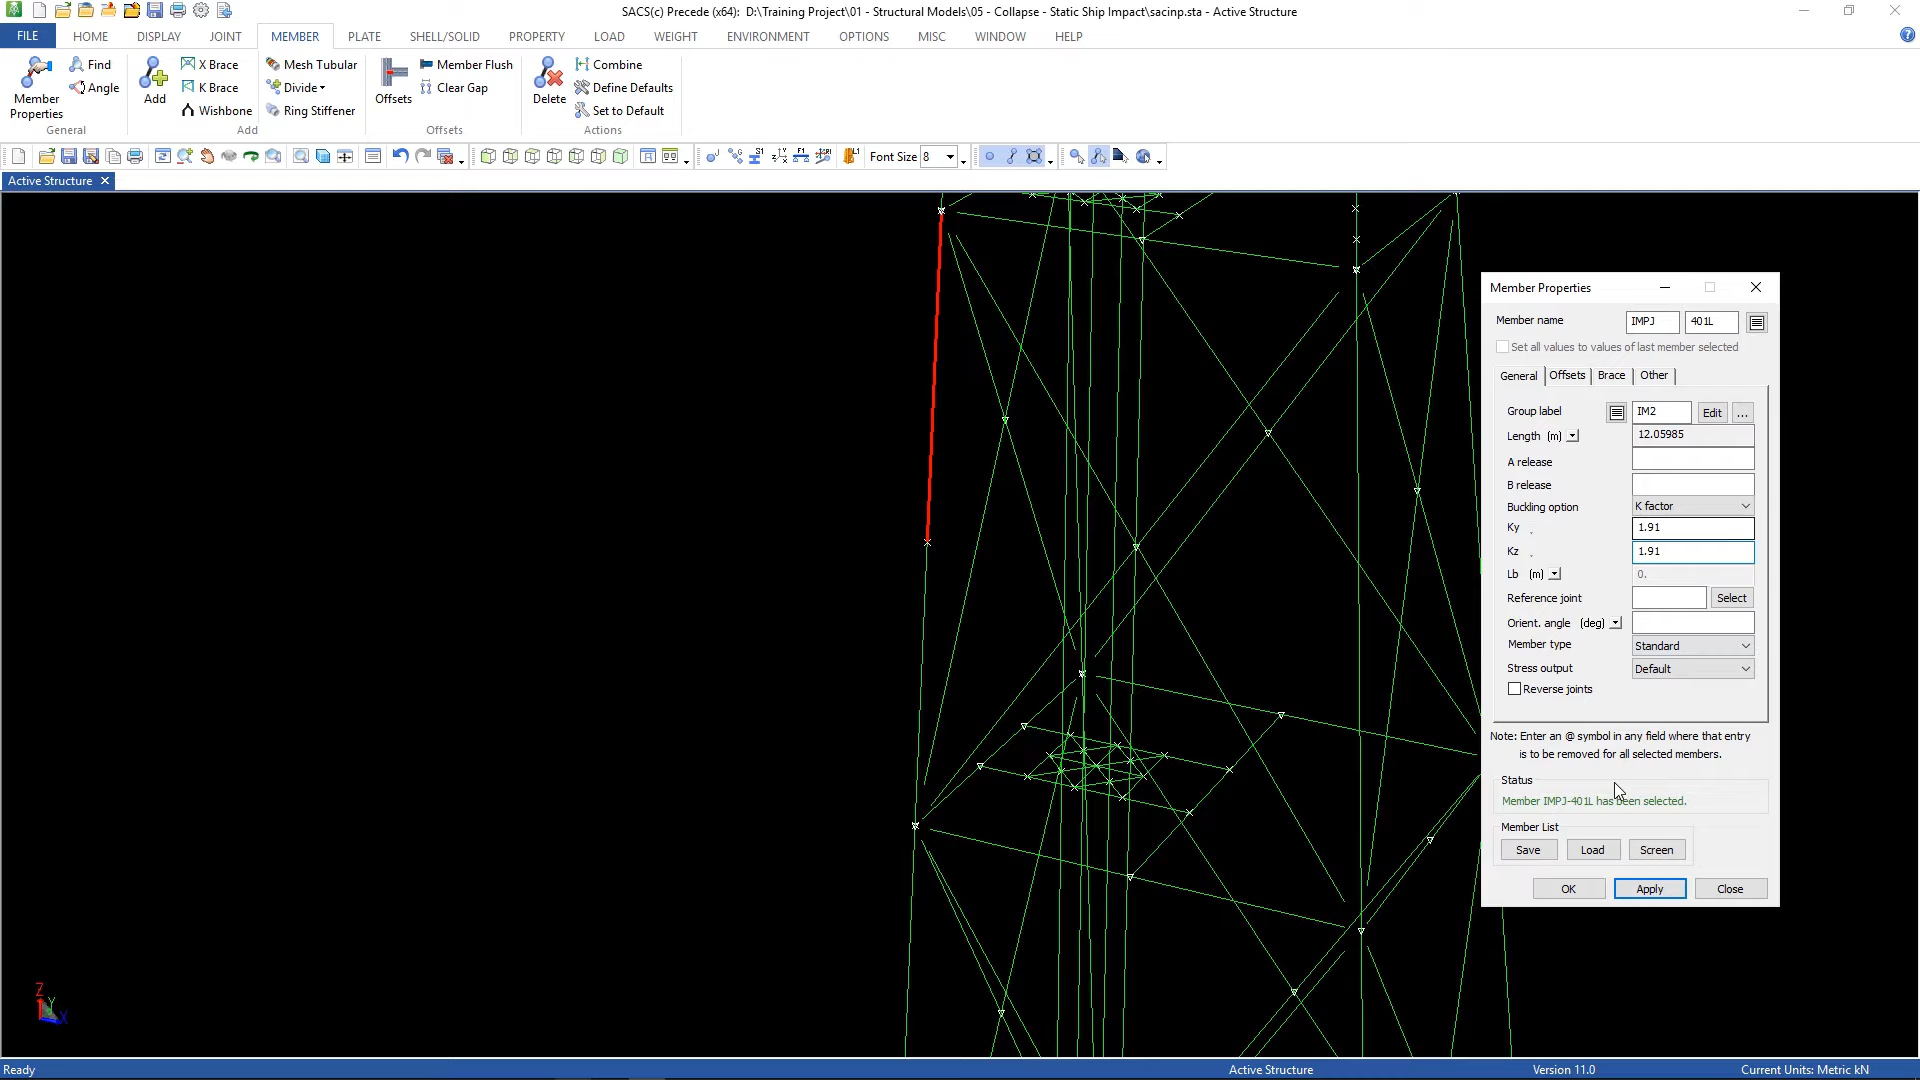 SACS(c) Precede (x64): D:\Training Project\01 - Structural Models\05 - Collapse - Static Ship Impact\sacinp.sta - Active Structure
FILE HOME DISPLAY JOINT MEMBER PLATE SHELL/SOLID PROPERTY LOAD WEIGHT ENVIRONMENT OPTIONS MISC WINDOW HELP
Member Properties
Find
Angle
General
Add
X Brace
K Brace
Wishbone
Mesh Tubular
Divide
Ring Stiffener
Add
Offsets
Member Flush
Clear Gap
Offsets
Delete
Combine
Define Defaults
Set to Default
Actions
Font Size 8
Active Structure
Member Properties
Member name IMPJ 401L
Set all values to values of last member selected
General Offsets Brace Other
Group label IM2 Edit ...
Length (m) 12.05985
A release
B release
Buckling option K factor
Ky 1.91
Kz 1.91
Lb (m) 0.
Reference joint Select
Orient. angle (deg)
Member type Standard
Stress output Default
Reverse joints
Note: Enter an @ symbol in any field where that entry
is to be removed for all selected members.
Status
Member IMPJ-401L has been selected.
Member List
Save Load Screen
OK Apply Close
Z
Y
X
Ready Active Structure Version 11.0 Current Units: Metric kN